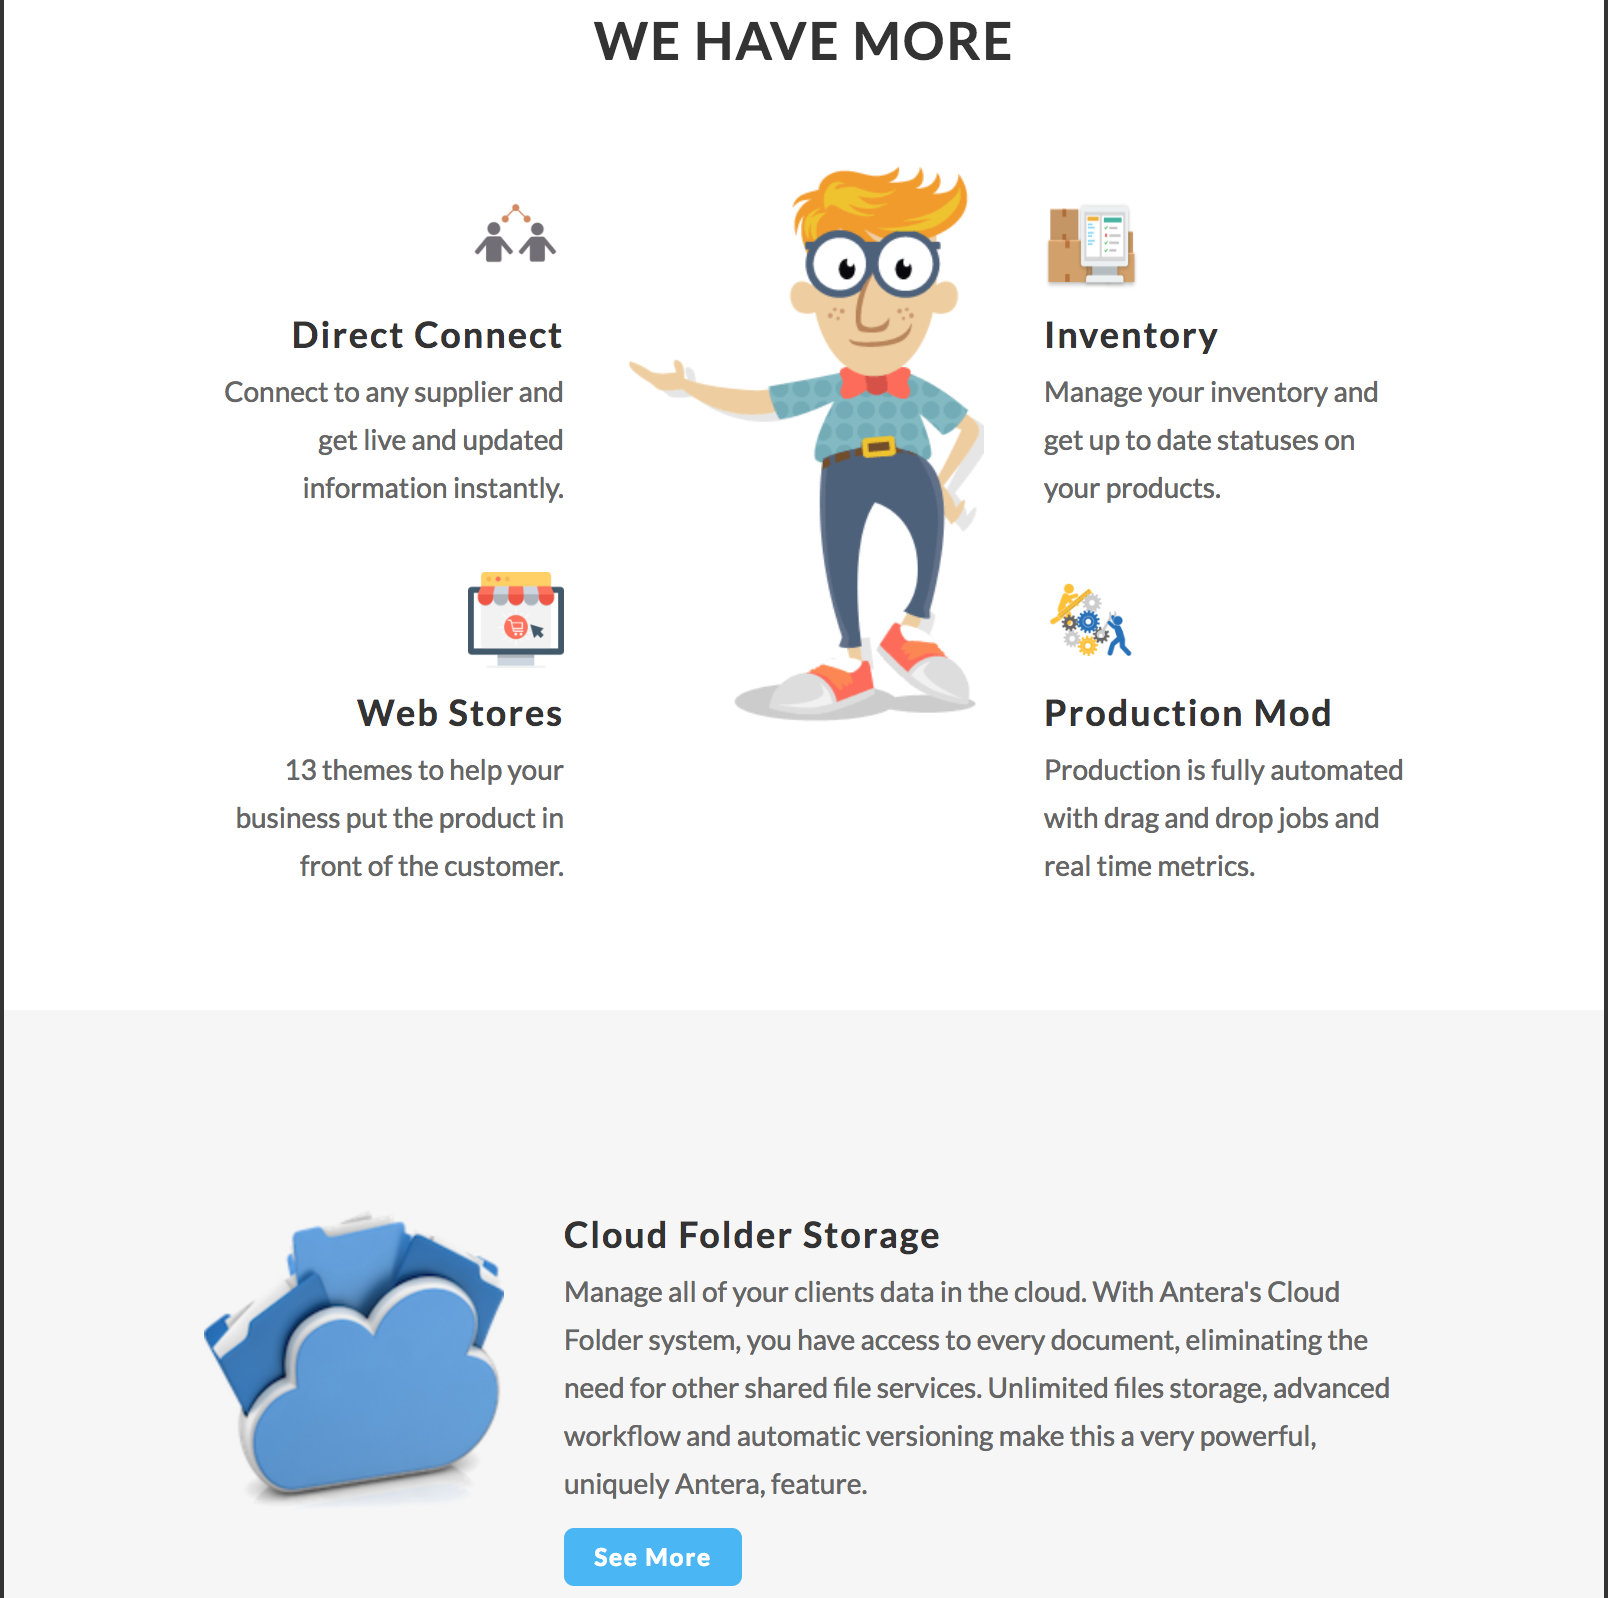 WE HAVE MORE
Direct Connect
Connect to any supplier and
get live and updated
information instantly.
Inventory
Manage your inventory and
get up to date statuses on
your products.
Web Stores
13 themes to help your
business put the product in
front of the customer.
Production Mod
Production is fully automated
with drag and drop jobs and
real time metrics.
Cloud Folder Storage
Manage all of your clients data in the cloud. With Antera's Cloud
Folder system, you have access to every document, eliminating the
need for other shared file services. Unlimited files storage, advanced
workflow and automatic versioning make this a very powerful,
uniquely Antera, feature.
See More